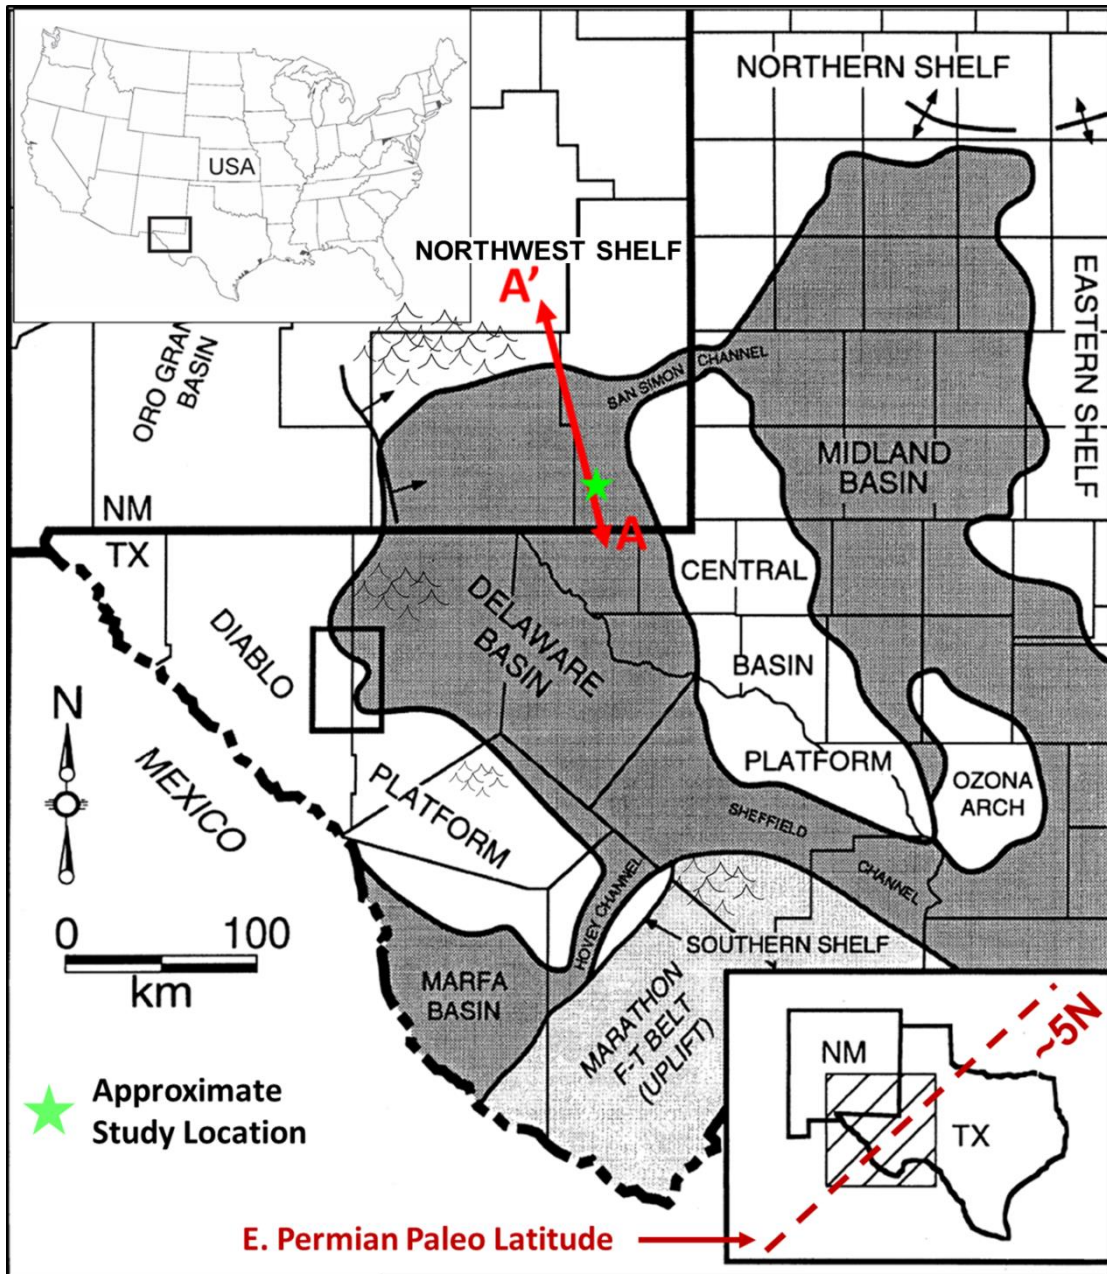 USA
NORTHERN SHELF
NORTHWEST SHELF
A'
ORO GRAN
BASIN
SAN SIMON CHANNEL
EASTERN SHELF
MIDLAND
BASIN
NM
TX
A
CENTRAL
BASIN
PLATFORM
DELAWARE
BASIN
DIABLO
PLATFORM
N
MEXICO
OZONA
ARCH
SHEFFIELD
CHANNEL
HOVEY CHANNEL
SOUTHERN SHELF
0 100
km
MARFA
BASIN
MARATHON
F-T BELT
(UPLIFT)
Approximate
Study Location
NM
TX
~5N
E. Permian Paleo Latitude